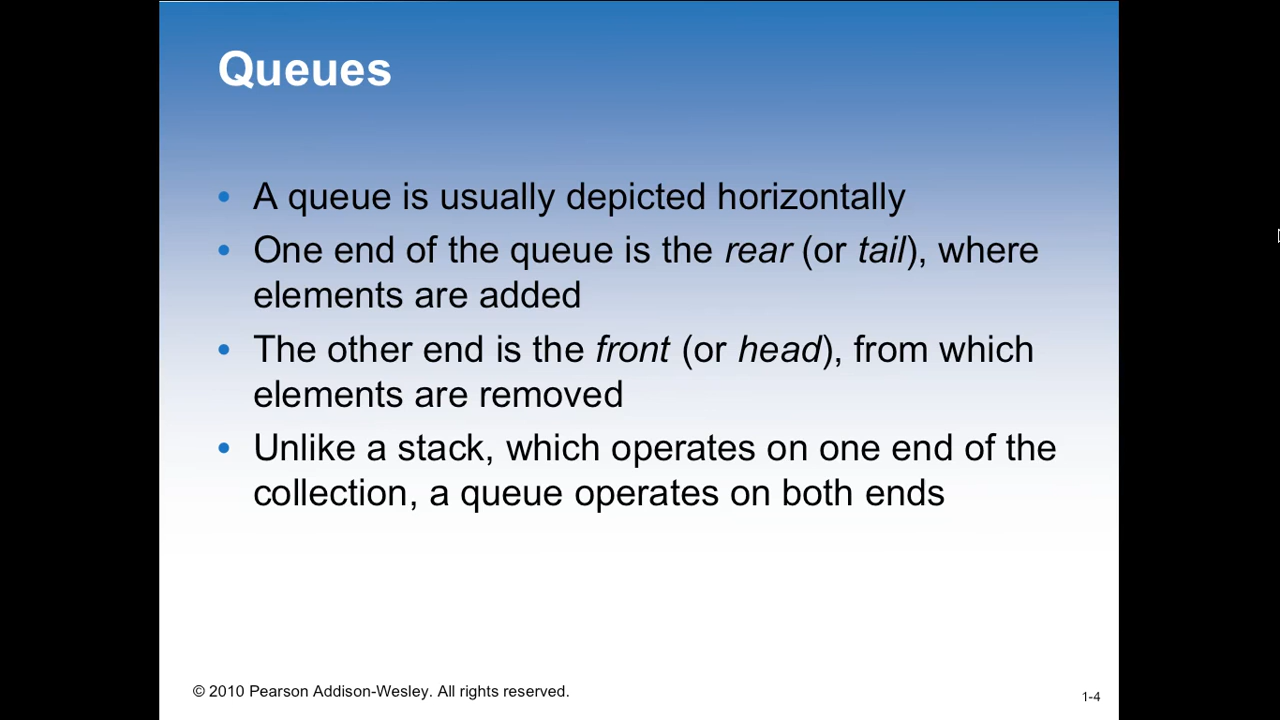 Queues
• A queue is usually depicted horizontally
• One end of the queue is the rear (or tail), where
elements are added
• The other end is the front (or head), from which
elements are removed
• Unlike a stack, which operates on one end of the
collection, a queue operates on both ends
© 2010 Pearson Addison-Wesley. All rights reserved.
1-4